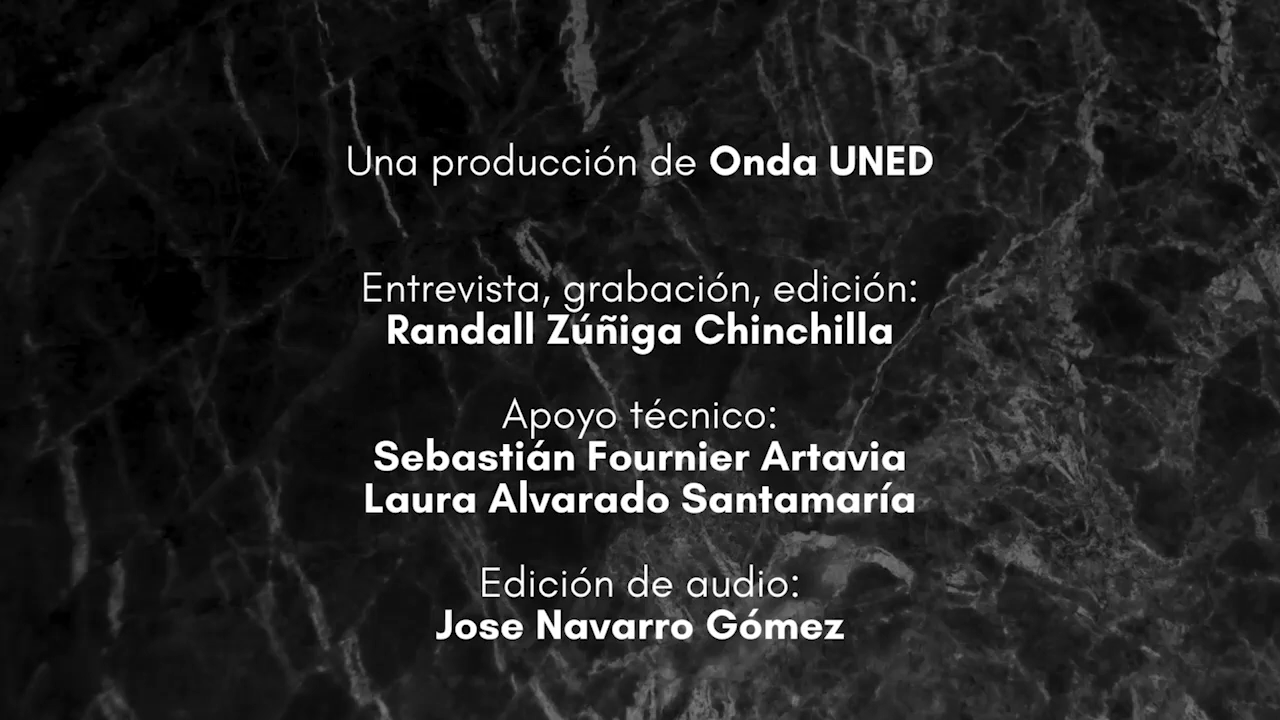 Una producción de Onda UNED
Entrevista, grabación, edición:
Randall Zúñiga Chinchilla
Apoyo técnico:
Sebastián Fournier Artavia
Laura Alvarado Santamaría
Edición de audio:
Jose Navarro Gómez